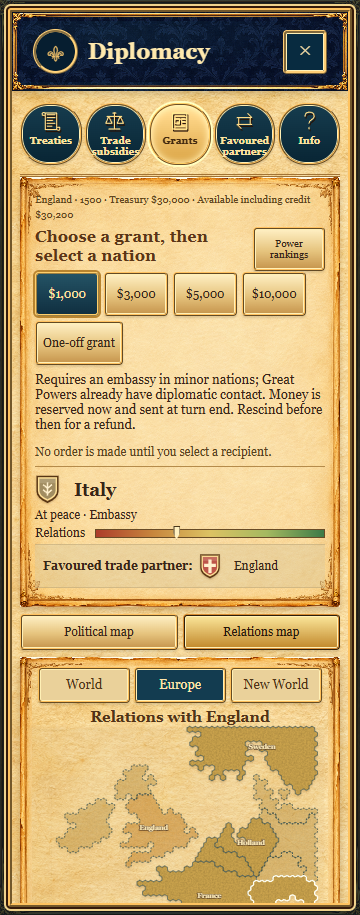 Diplomacy
×
Treaties
Trade
subsidies
Grants
Favoured
partners
Info
England · 1500 · Treasury $30,000 · Available including credit
$30,200
Choose a grant, then
select a nation
Power
rankings
$1,000
$3,000
$5,000
$10,000
One-off grant
Requires an embassy in minor nations; Great
Powers already have diplomatic contact. Money is
reserved now and sent at turn end. Rescind before
then for a refund.
No order is made until you select a recipient.
Italy
At peace · Embassy
Relations
Favoured trade partner:
England
Political map
Relations map
World
Europe
New World
Relations with England
Sweden
England
Holland
France